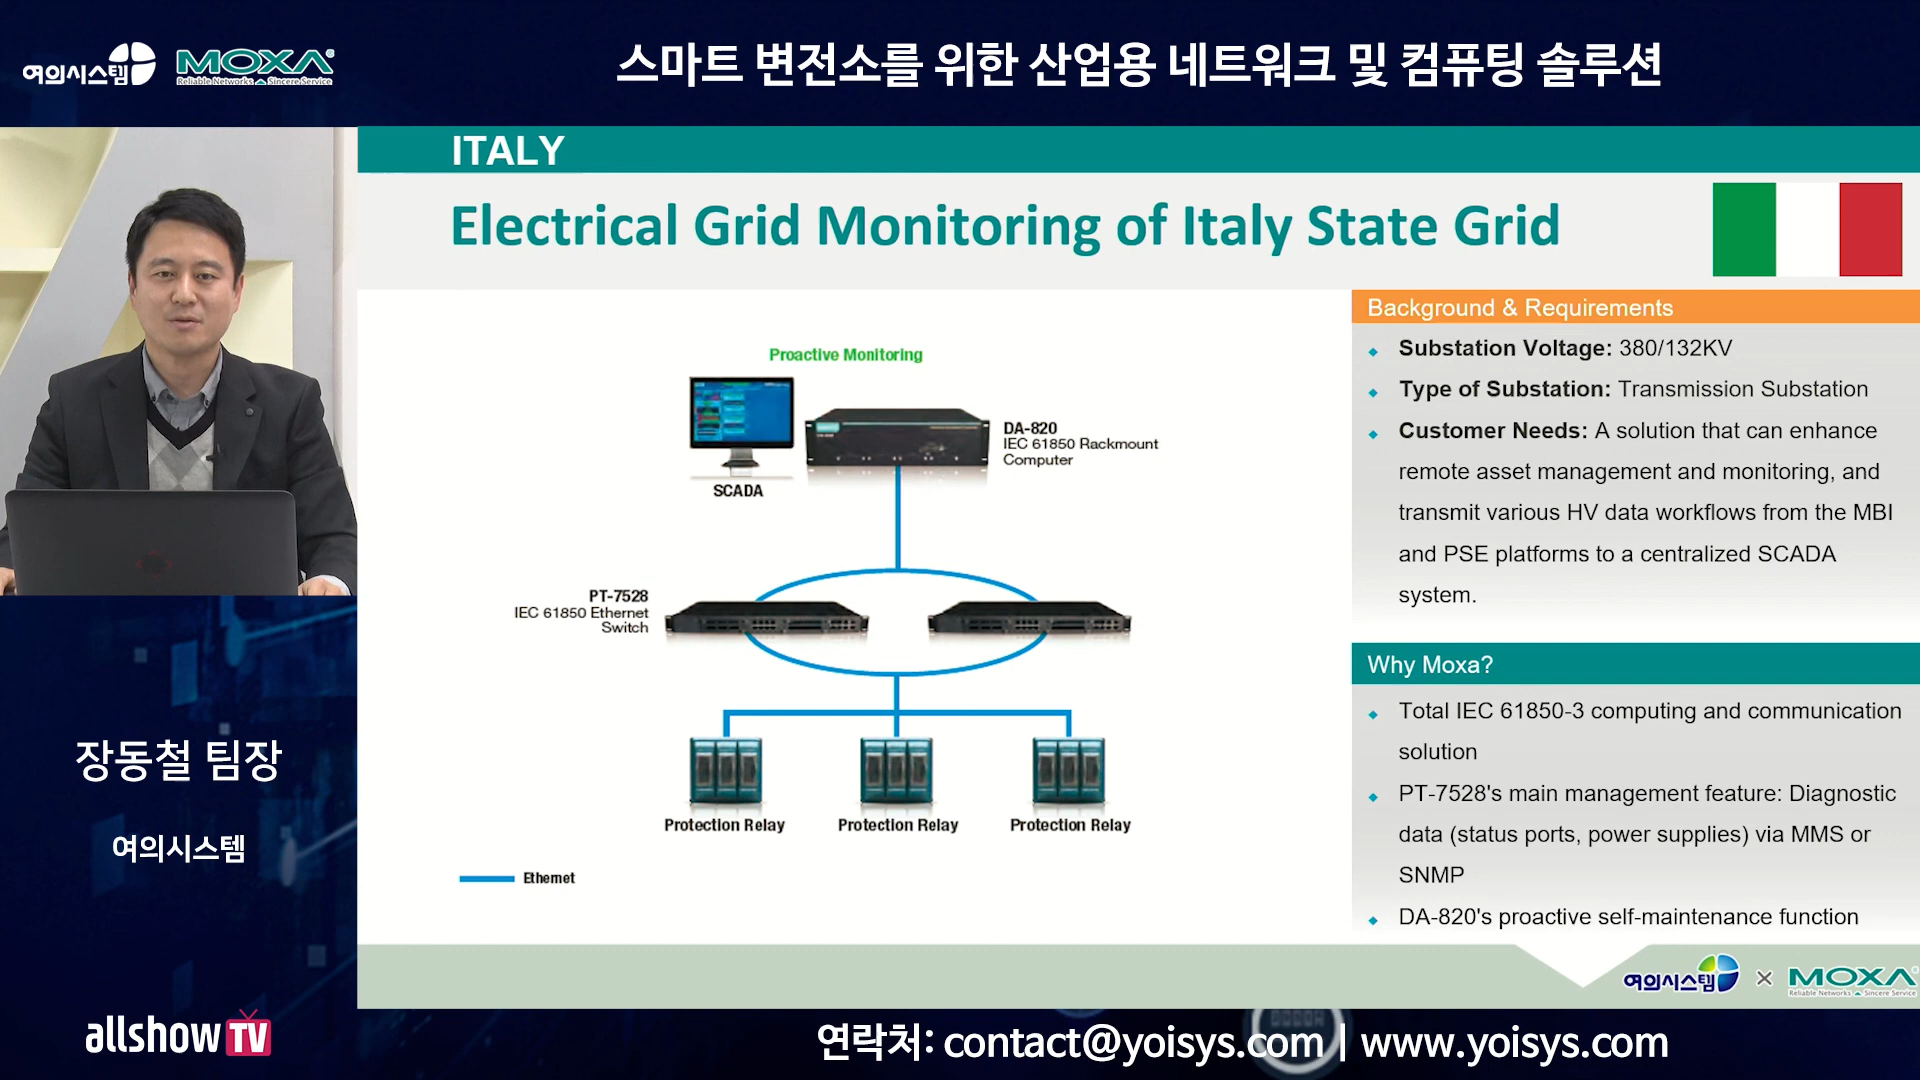 여의시스템 MOXA
Reliable Networks Sincere Service
스마트 변전소를 위한 산업용 네트워크 및 컴퓨팅 솔루션
ITALY
Electrical Grid Monitoring of Italy State Grid
Proactive Monitoring
SCADA
DA-820
IEC 61850 Rackmount
Computer
PT-7528
IEC 61850 Ethernet
Switch
Protection Relay
Protection Relay
Protection Relay
Ethernet
Background & Requirements
Substation Voltage: 380/132KV
Type of Substation: Transmission Substation
Customer Needs: A solution that can enhance
remote asset management and monitoring, and
transmit various HV data workflows from the MBI
and PSE platforms to a centralized SCADA
system.
Why Moxa?
Total IEC 61850-3 computing and communication
solution
PT-7528's main management feature: Diagnostic
data (status ports, power supplies) via MMS or
SNMP
DA-820's proactive self-maintenance function
여의시스템 × MOXA
Reliable Networks Sincere Service
장동철 팀장
여의시스템
allshow TV
연락처: contact@yoisys.com | www.yoisys.com